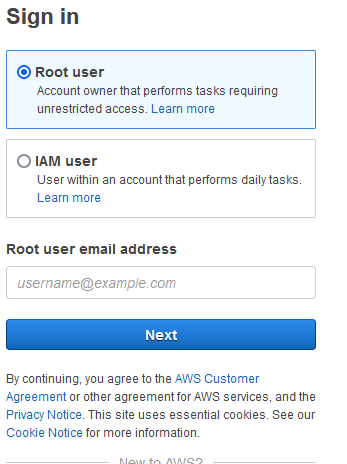 Sign in
Root user
Account owner that performs tasks requiring
unrestricted access. Learn more
IAM user
User within an account that performs daily tasks.
Learn more
Root user email address
username@example.com
Next
By continuing, you agree to the AWS Customer
Agreement or other agreement for AWS services, and the
Privacy Notice. This site uses essential cookies. See our
Cookie Notice for more information.
New to AWS?